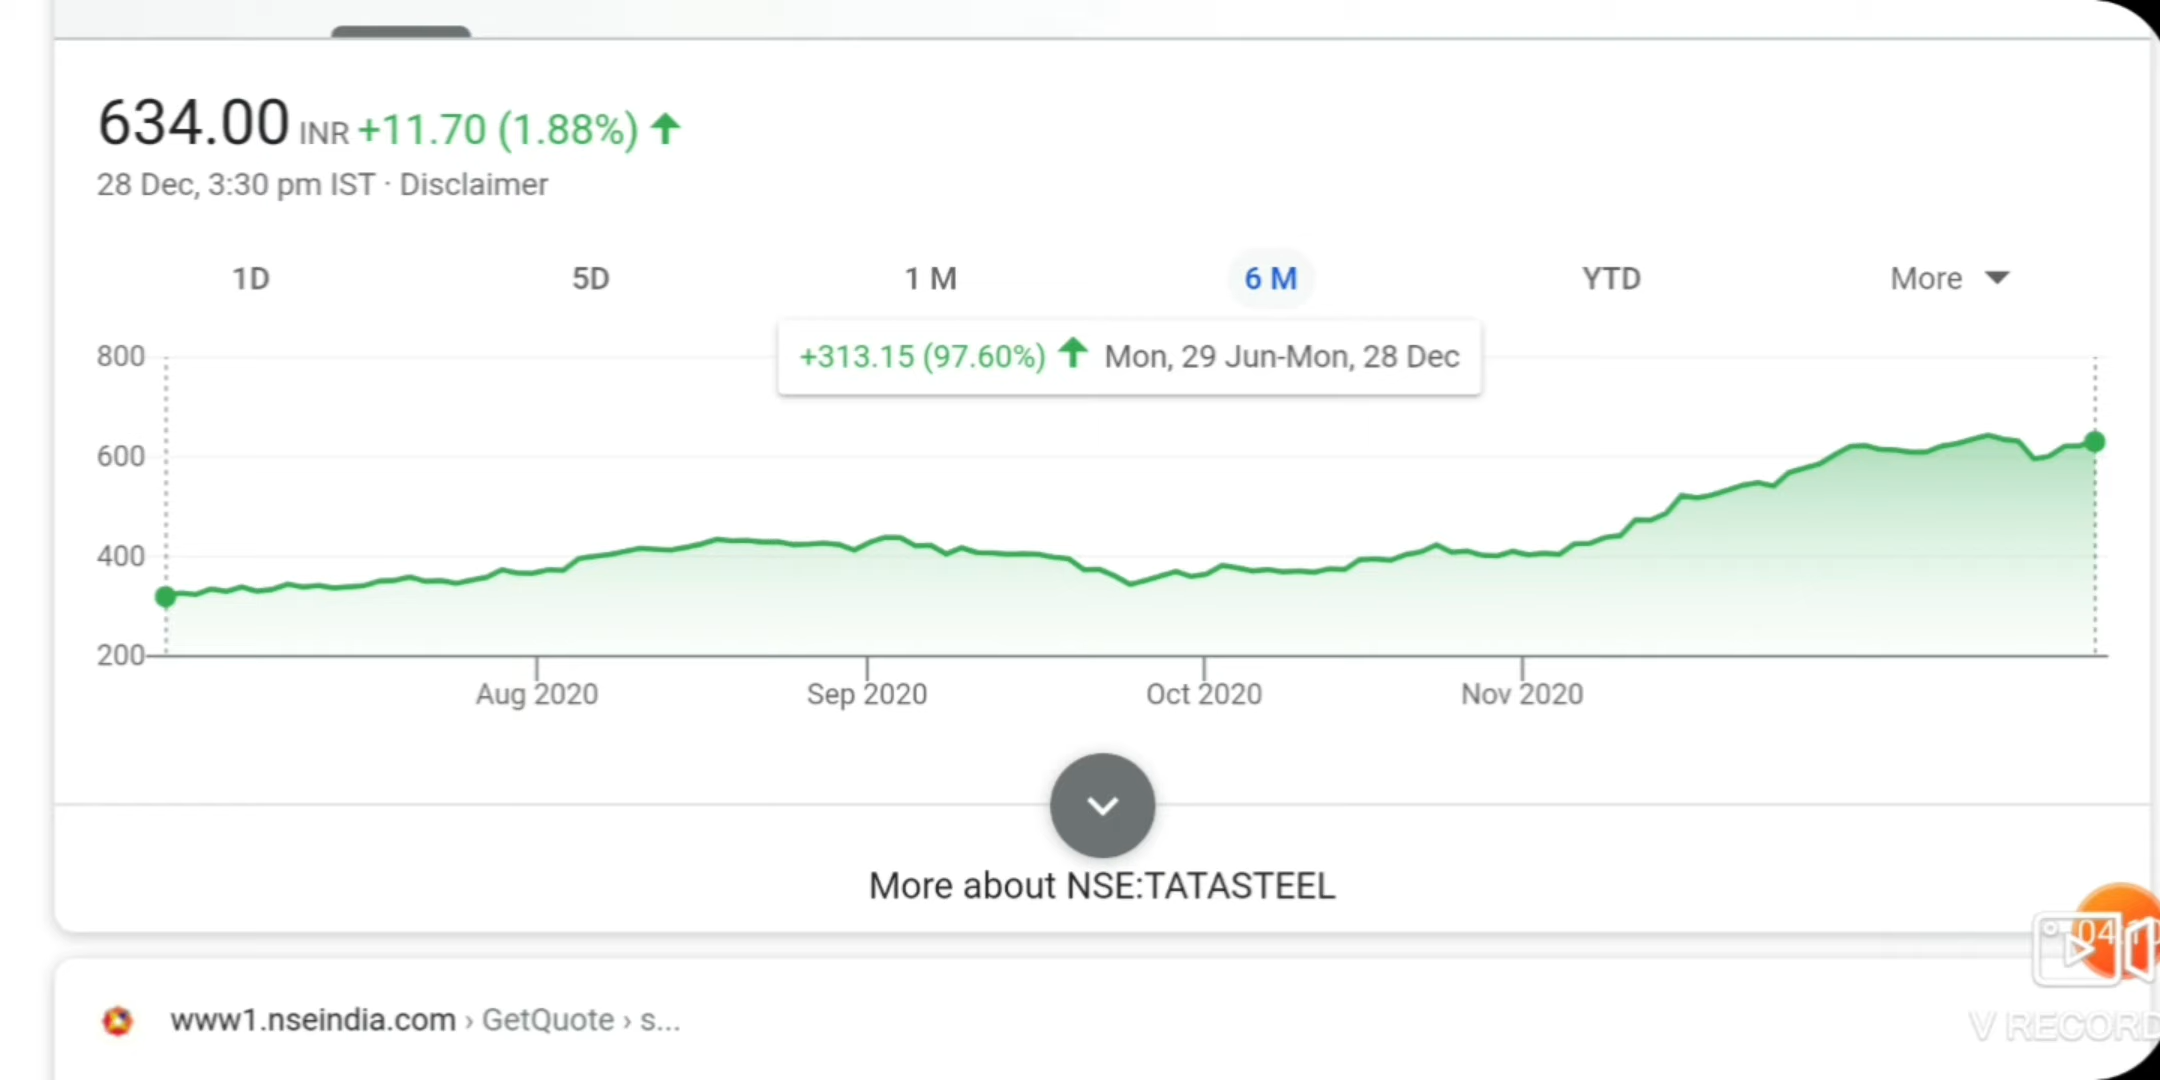 634.00 INR +11.70 (1.88%)
28 Dec, 3:30 pm IST · Disclaimer
1D 5D 1 M 6 M YTD More
+313.15 (97.60%) Mon, 29 Jun-Mon, 28 Dec
800
600
400
200
Aug 2020 Sep 2020 Oct 2020 Nov 2020
More about NSE:TATASTEEL
www1.nseindia.com › GetQuote › s...
V RECORD